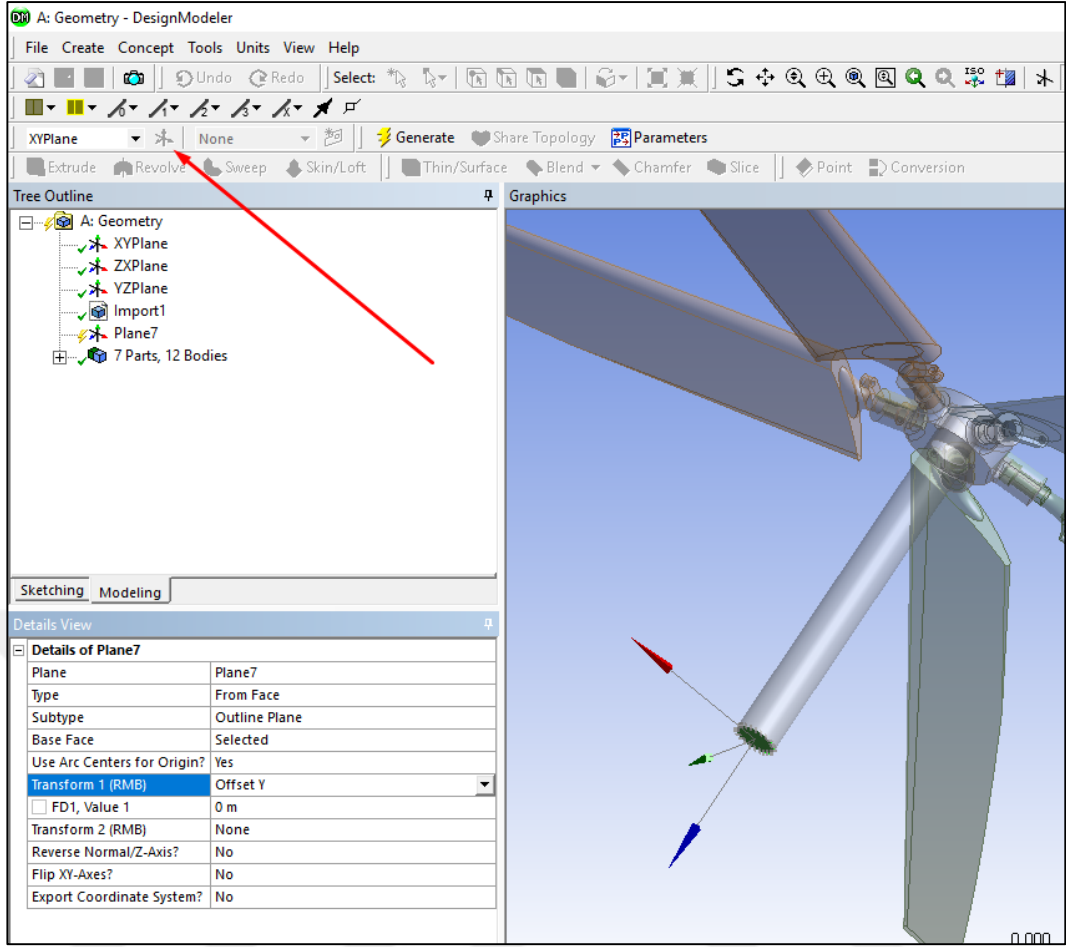 DM A: Geometry - DesignModeler
File Create Concept Tools Units View Help
Undo Redo Select: ISO
XYPlane None Generate Share Topology Parameters
Extrude Revolve Sweep Skin/Loft Thin/Surface Blend Chamfer Slice Point Conversion
Tree Outline
Graphics
A: Geometry
XYPlane
ZXPlane
YZPlane
Import1
Plane7
7 Parts, 12 Bodies
Sketching Modeling
Details View
Details of Plane7
Plane Plane7
Type From Face
Subtype Outline Plane
Base Face Selected
Use Arc Centers for Origin? Yes
Transform 1 (RMB) Offset Y
FD1, Value 1 0 m
Transform 2 (RMB) None
Reverse Normal/Z-Axis? No
Flip XY-Axes? No
Export Coordinate System? No
0.000